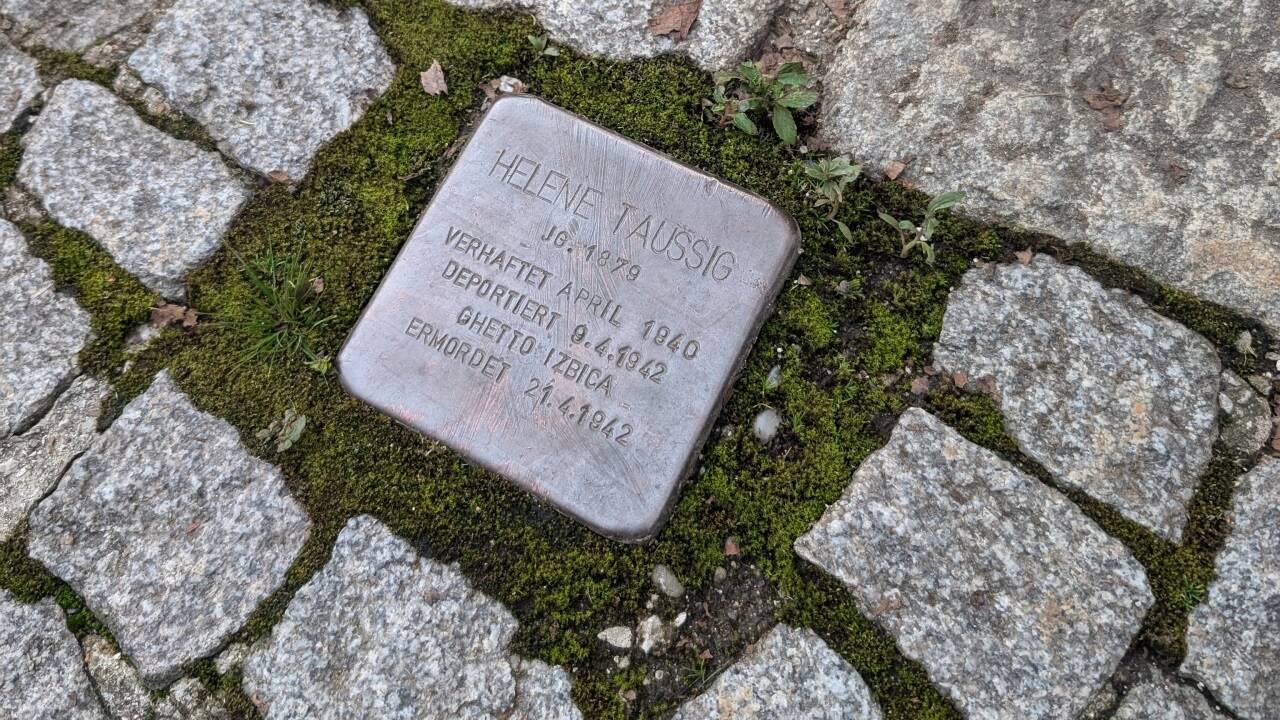 HELENE TAUSSIG
JG. 1879
VERHAFTET APRIL 1940
DEPORTIERT 9.4.1942
GHETTO IZBICA
ERMORDET 21.4.1942